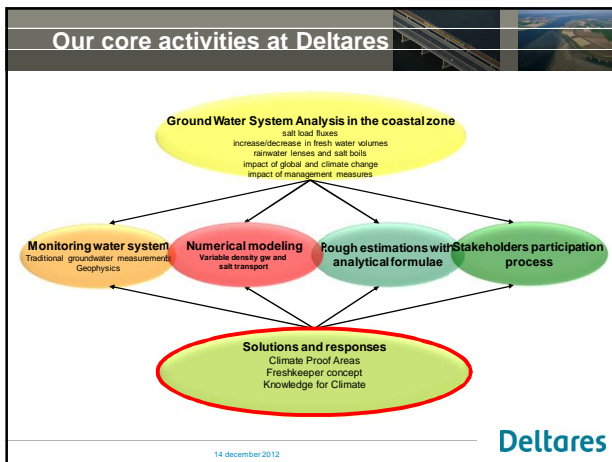 Our core activities at Deltares
Ground Water System Analysis in the coastal zone
salt load fluxes
increase/decrease in fresh water volumes
rainwater lenses and salt boils
impact of global and climate change
impact of management measures
Monitoring water system
Traditional groundwater measurements
Geophysics
Numerical modeling
Variable density gw and
salt transport
Rough estimations with
analytical formulae
Stakeholders participation
process
Solutions and responses
Climate Proof Areas
Freshkeeper concept
Knowledge for Climate
14 december 2012
Deltares